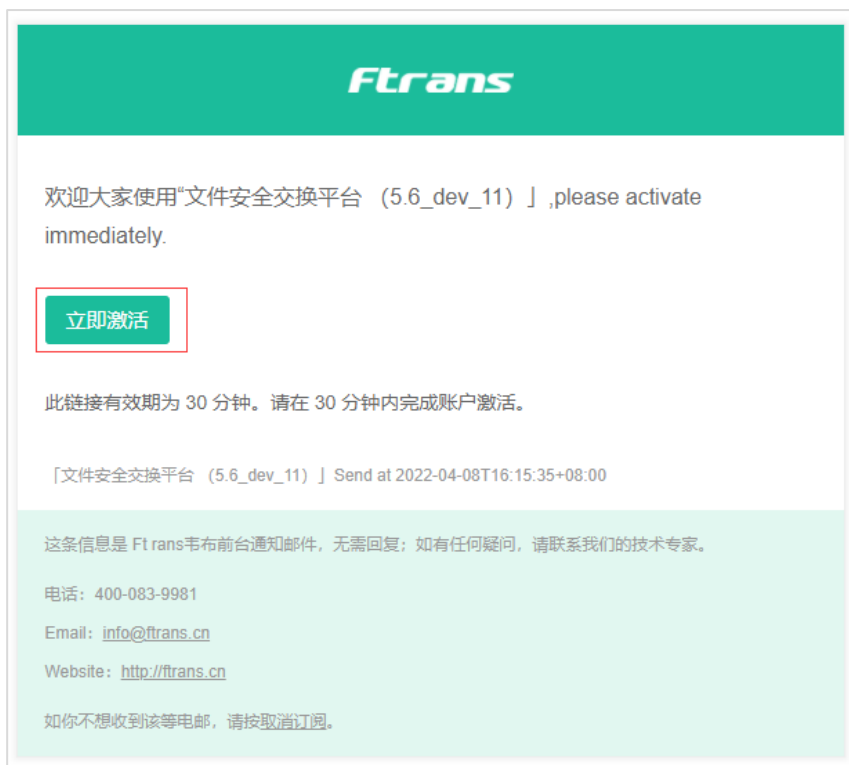 Ftrans
欢迎大家使用“文件安全交换平台 （5.6_dev_11）」,please activate
immediately.
立即激活
此链接有效期为 30 分钟。请在 30 分钟内完成账户激活。
「文件安全交换平台 （5.6_dev_11）」Send at 2022-04-08T16:15:35+08:00
这条信息是 Ft rans韦布前台通知邮件，无需回复；如有任何疑问，请联系我们的技术专家。
电话：400-083-9981
Email：info@ftrans.cn
Website：http://ftrans.cn
如你不想收到该等电邮，请按取消订阅。